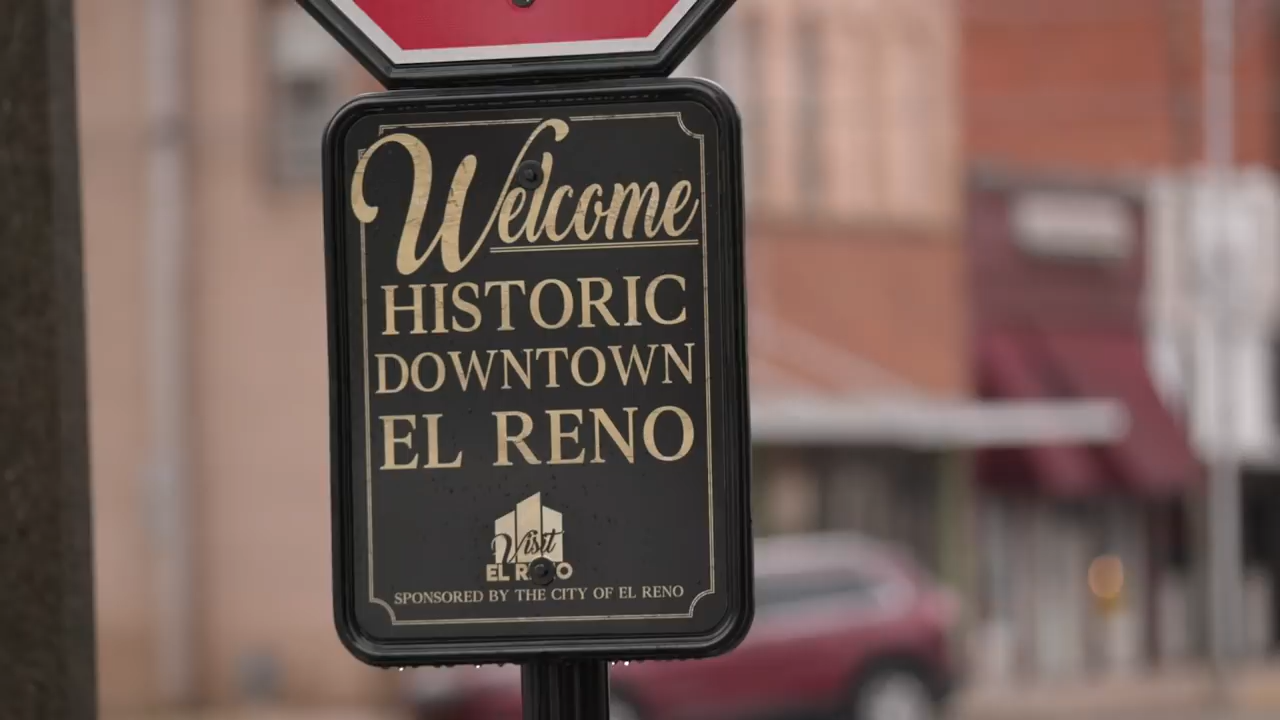 Welcome
HISTORIC
DOWNTOWN
EL RENO
Visit
EL RENO
SPONSORED BY THE CITY OF EL RENO